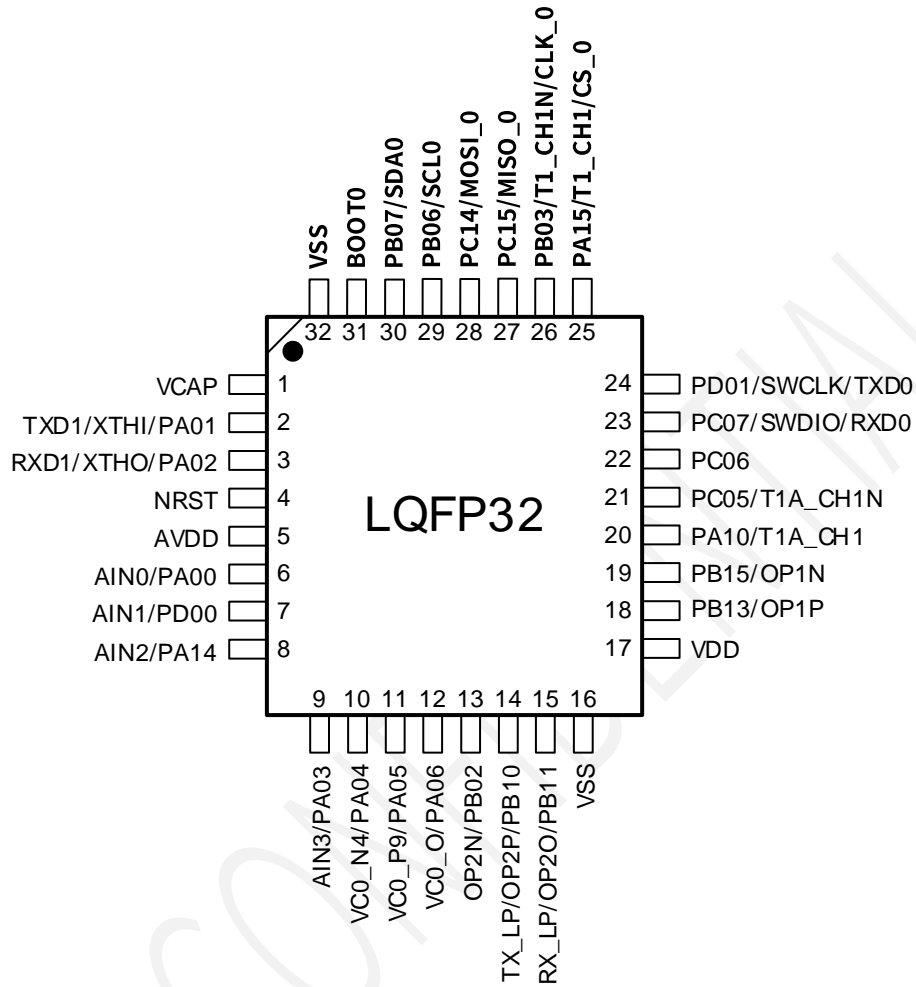 VSS
BOOT0
PB07/SDA0
PB06/SCL0
PC14/MOSI_0
PC15/MISO_0
PB03/T1_CH1N/CLK_0
PA15/T1_CH1/CS_0
32 31 30 29 28 27 26 25
VCAP 1
TXD1/XTHI/PA01 2
RXD1/XTHO/PA02 3
NRST 4
AVDD 5
AIN0/PA00 6
AIN1/PD00 7
AIN2/PA14 8
LQFP32
24 PD01/SWCLK/TXD0
23 PC07/SWDIO/RXD0
22 PC06
21 PC05/T1A_CH1N
20 PA10/T1A_CH1
19 PB15/OP1N
18 PB13/OP1P
17 VDD
9 10 11 12 13 14 15 16
AIN3/PA03
VC0_N4/PA04
VC0_P9/PA05
VC0_O/PA06
OP2N/PB02
TX_LP/OP2P/PB10
RX_LP/OP2O/PB11
VSS
CONFIDENTIAL